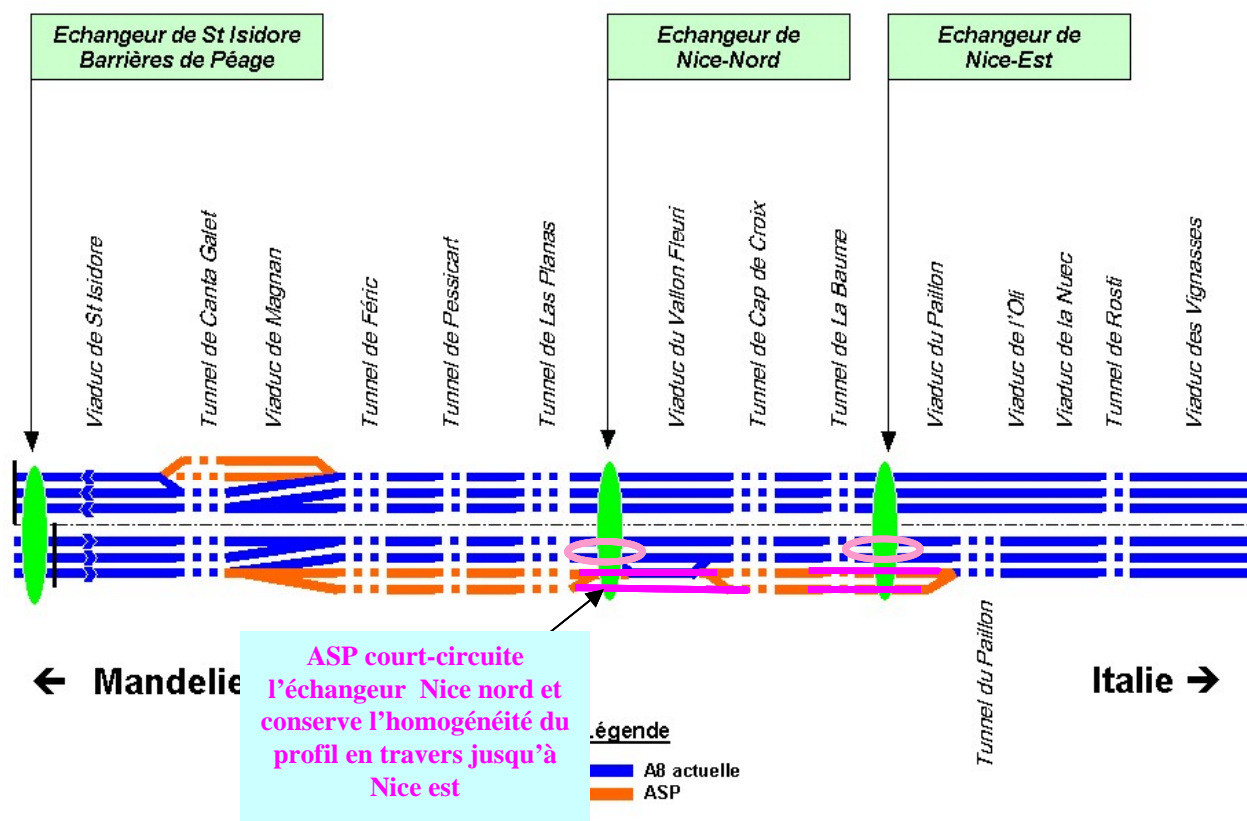 Echangeur de St Isidore
Barrières de Péage
Echangeur de
Nice-Nord
Echangeur de
Nice-Est
Viaduc de St Isidore
Tunnel de Canta Galet
Viaduc de Magnan
Tunnel de Féric
Tunnel de Pessicart
Tunnel de Las Planas
Viaduc du Vallon Fleuri
Tunnel de Cap de Croix
Tunnel de La Baume
Viaduc du Paillon
Viaduc de l'Oli
Viaduc de la Nuec
Tunnel de Rosti
Viaduc des Vignasses
Tunnel du Paillon
← Mandelie
Italie →
ASP court-circuite
l'échangeur Nice nord et
conserve l'homogénéité du
profil en travers jusqu'à
Nice est
Légende
A8 actuelle
ASP